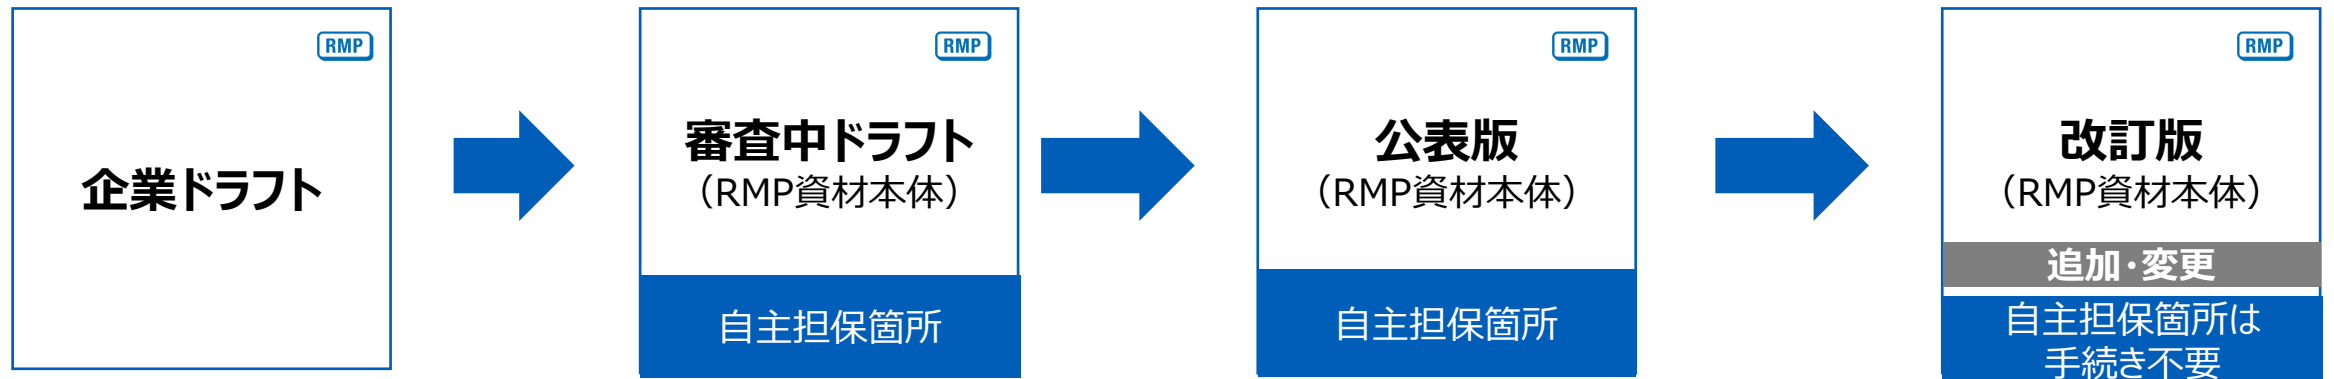 RMP
企業ドラフト
RMP
審査中ドラフト
（RMP資材本体）
自主担保箇所
RMP
公表版
（RMP資材本体）
自主担保箇所
RMP
改訂版
（RMP資材本体）
追加・変更
自主担保箇所は
手続き不要